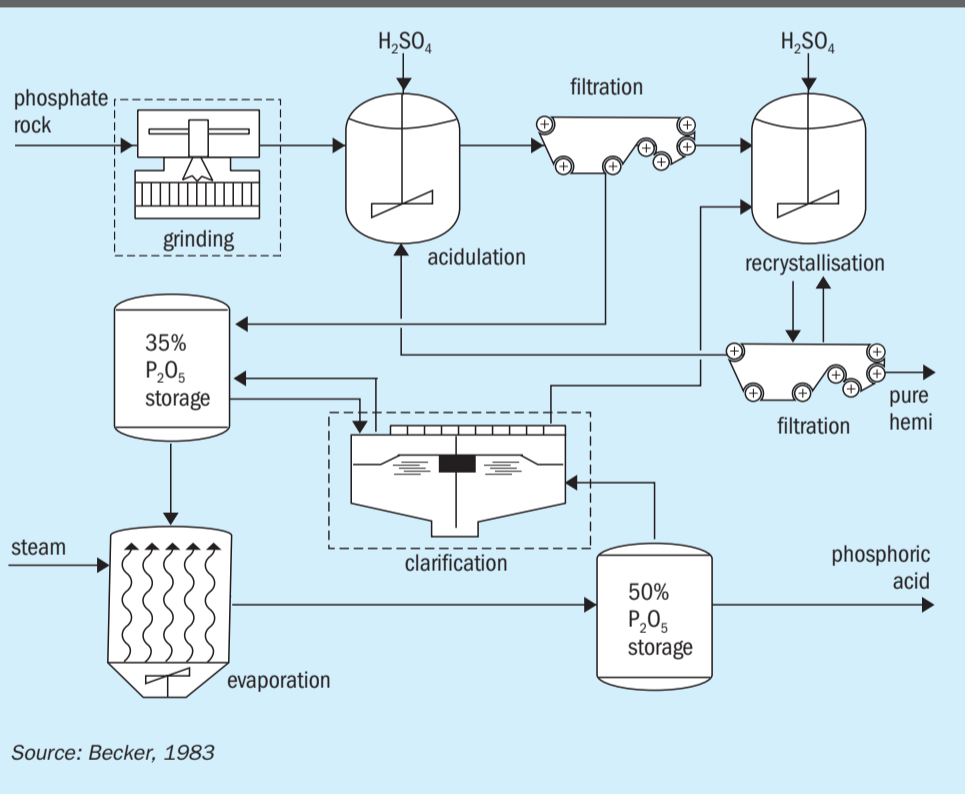 H₂SO₄
H₂SO₄
filtration
phosphate
rock
grinding
acidulation
recrystallisation
35%
P₂O₅
storage
pure
hemi
filtration
steam
clarification
phosphoric
acid
50%
P₂O₅
storage
evaporation
Source: Becker, 1983